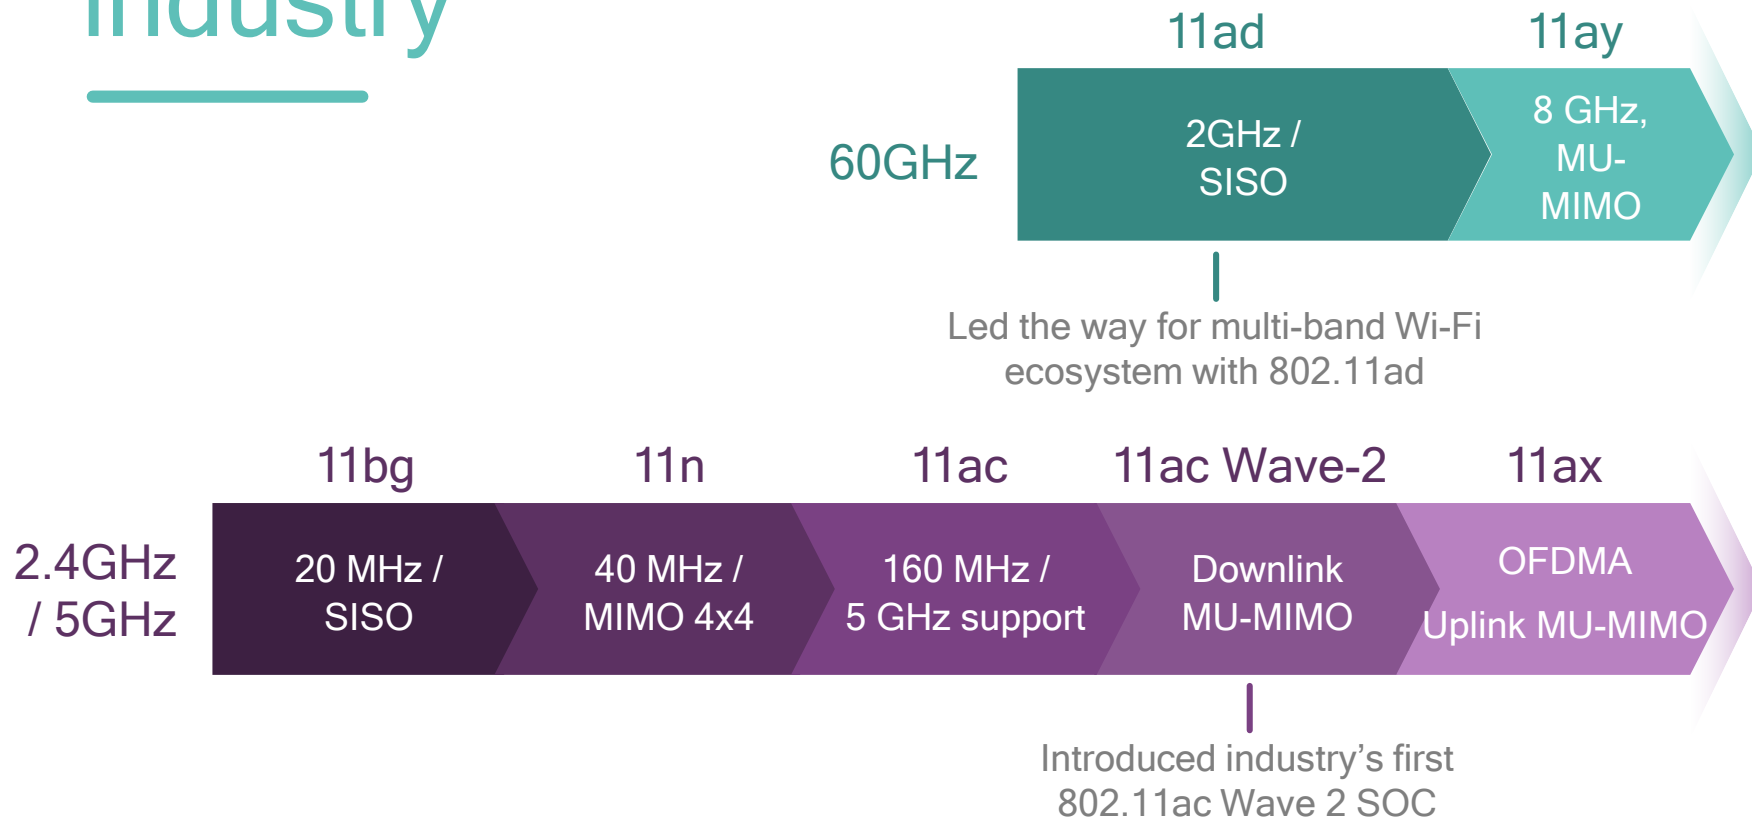 industry
11ad
11ay
60GHz
2GHz /
SISO
8 GHz,
MU-
MIMO
Led the way for multi-band Wi-Fi
ecosystem with 802.11ad
11bg
11n
11ac
11ac Wave-2
11ax
2.4GHz
/ 5GHz
20 MHz /
SISO
40 MHz /
MIMO 4x4
160 MHz /
5 GHz support
Downlink
MU-MIMO
OFDMA
Uplink MU-MIMO
Introduced industry’s first
802.11ac Wave 2 SOC